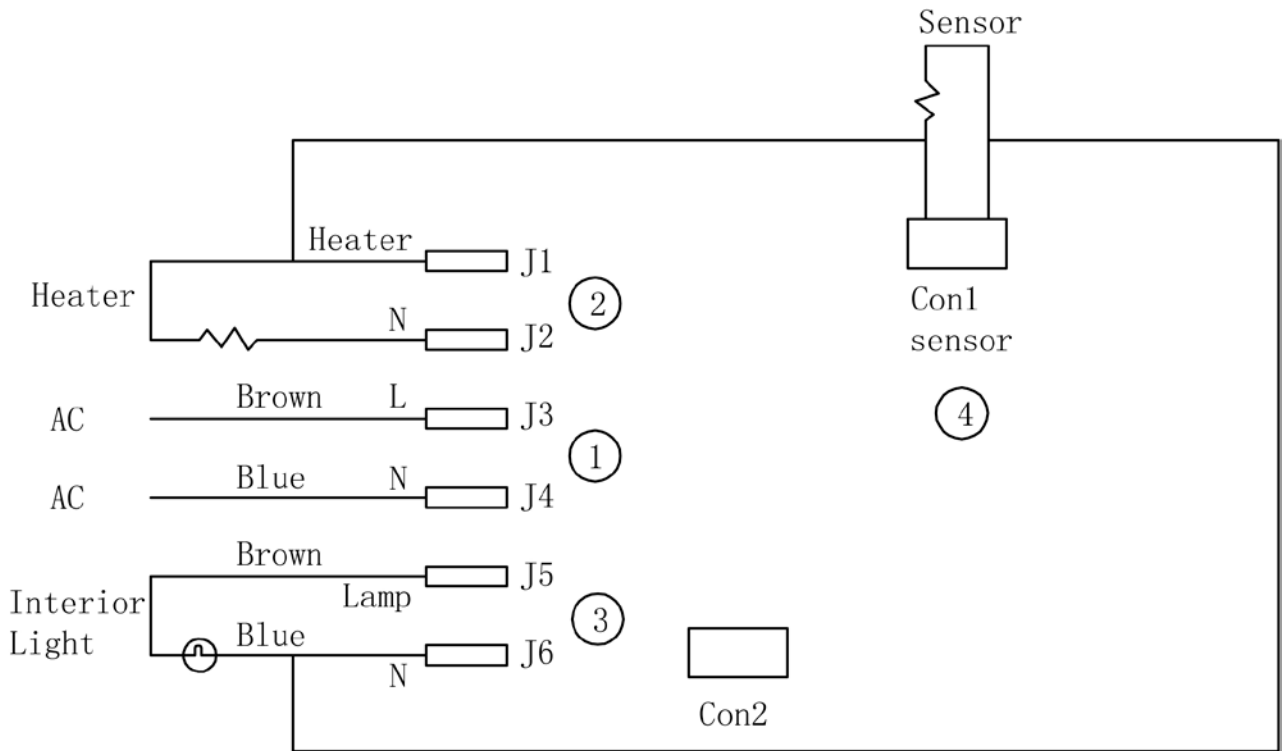 Sensor
Heater
J1
Heater
2
N
J2
Con1
sensor
Brown
L
J3
AC
4
1
Blue
N
J4
AC
Brown
J5
Lamp
Interior
Light
3
Blue
J6
N
Con2